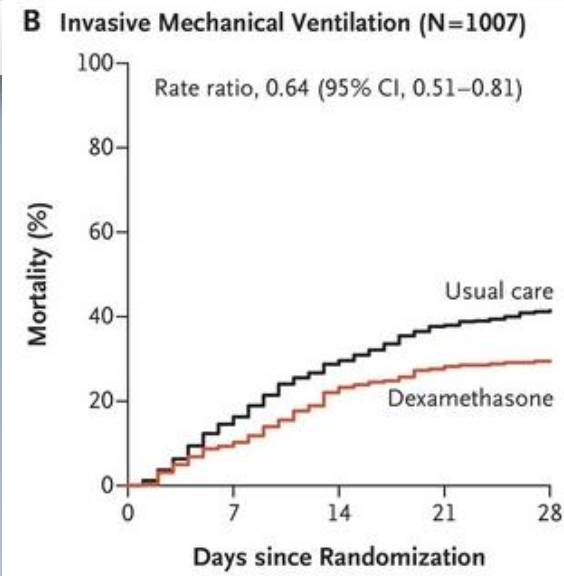 B Invasive Mechanical Ventilation (N=1007)
Rate ratio, 0.64 (95% CI, 0.51–0.81)
Mortality (%)
100
80
60
40
20
0
Usual care
Dexamethasone
0 7 14 21 28
Days since Randomization